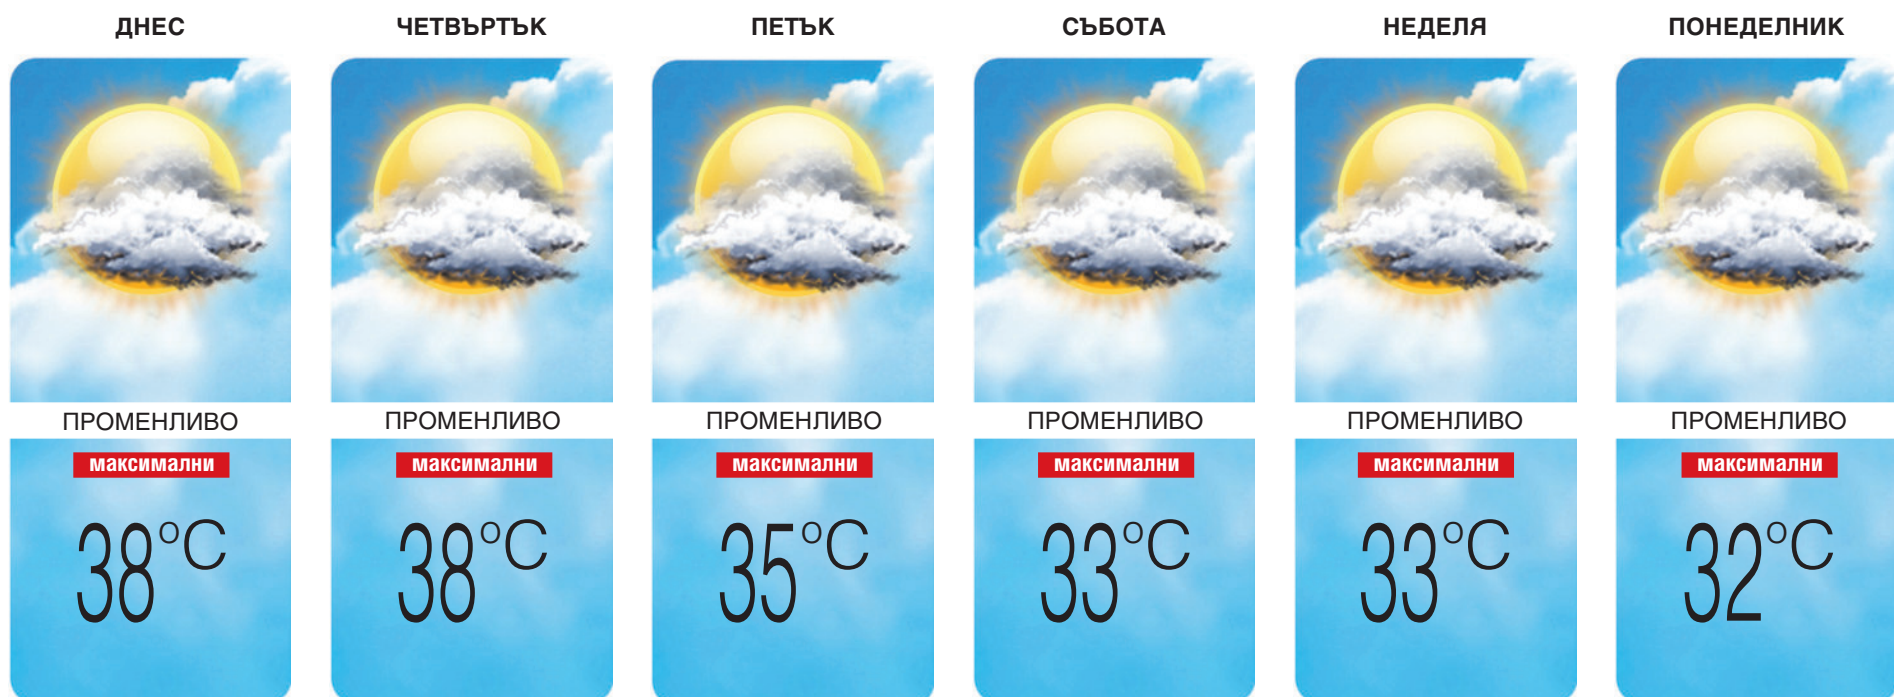 ДНЕС ЧЕТВЪРТЪК ПЕТЪК СЪБОТА НЕДЕЛЯ ПОНЕДЕЛНИК
ПРОМЕНЛИВО ПРОМЕНЛИВО ПРОМЕНЛИВО ПРОМЕНЛИВО ПРОМЕНЛИВО ПРОМЕНЛИВО
максимални максимални максимални максимални максимални максимални
38°C 38°C 35°C 33°C 33°C 32°C